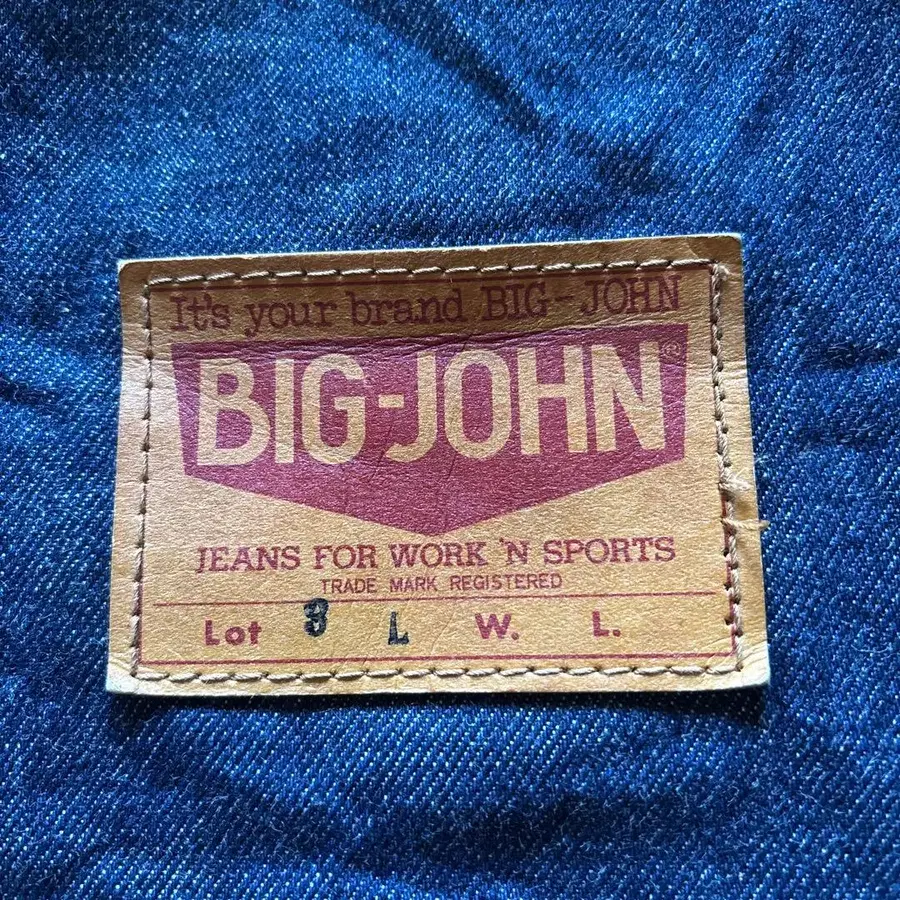 It's your brand BIG-JOHN
BIG-JOHN®
JEANS FOR WORK 'N SPORTS
TRADE MARK REGISTERED
Lot 3 L W. L.